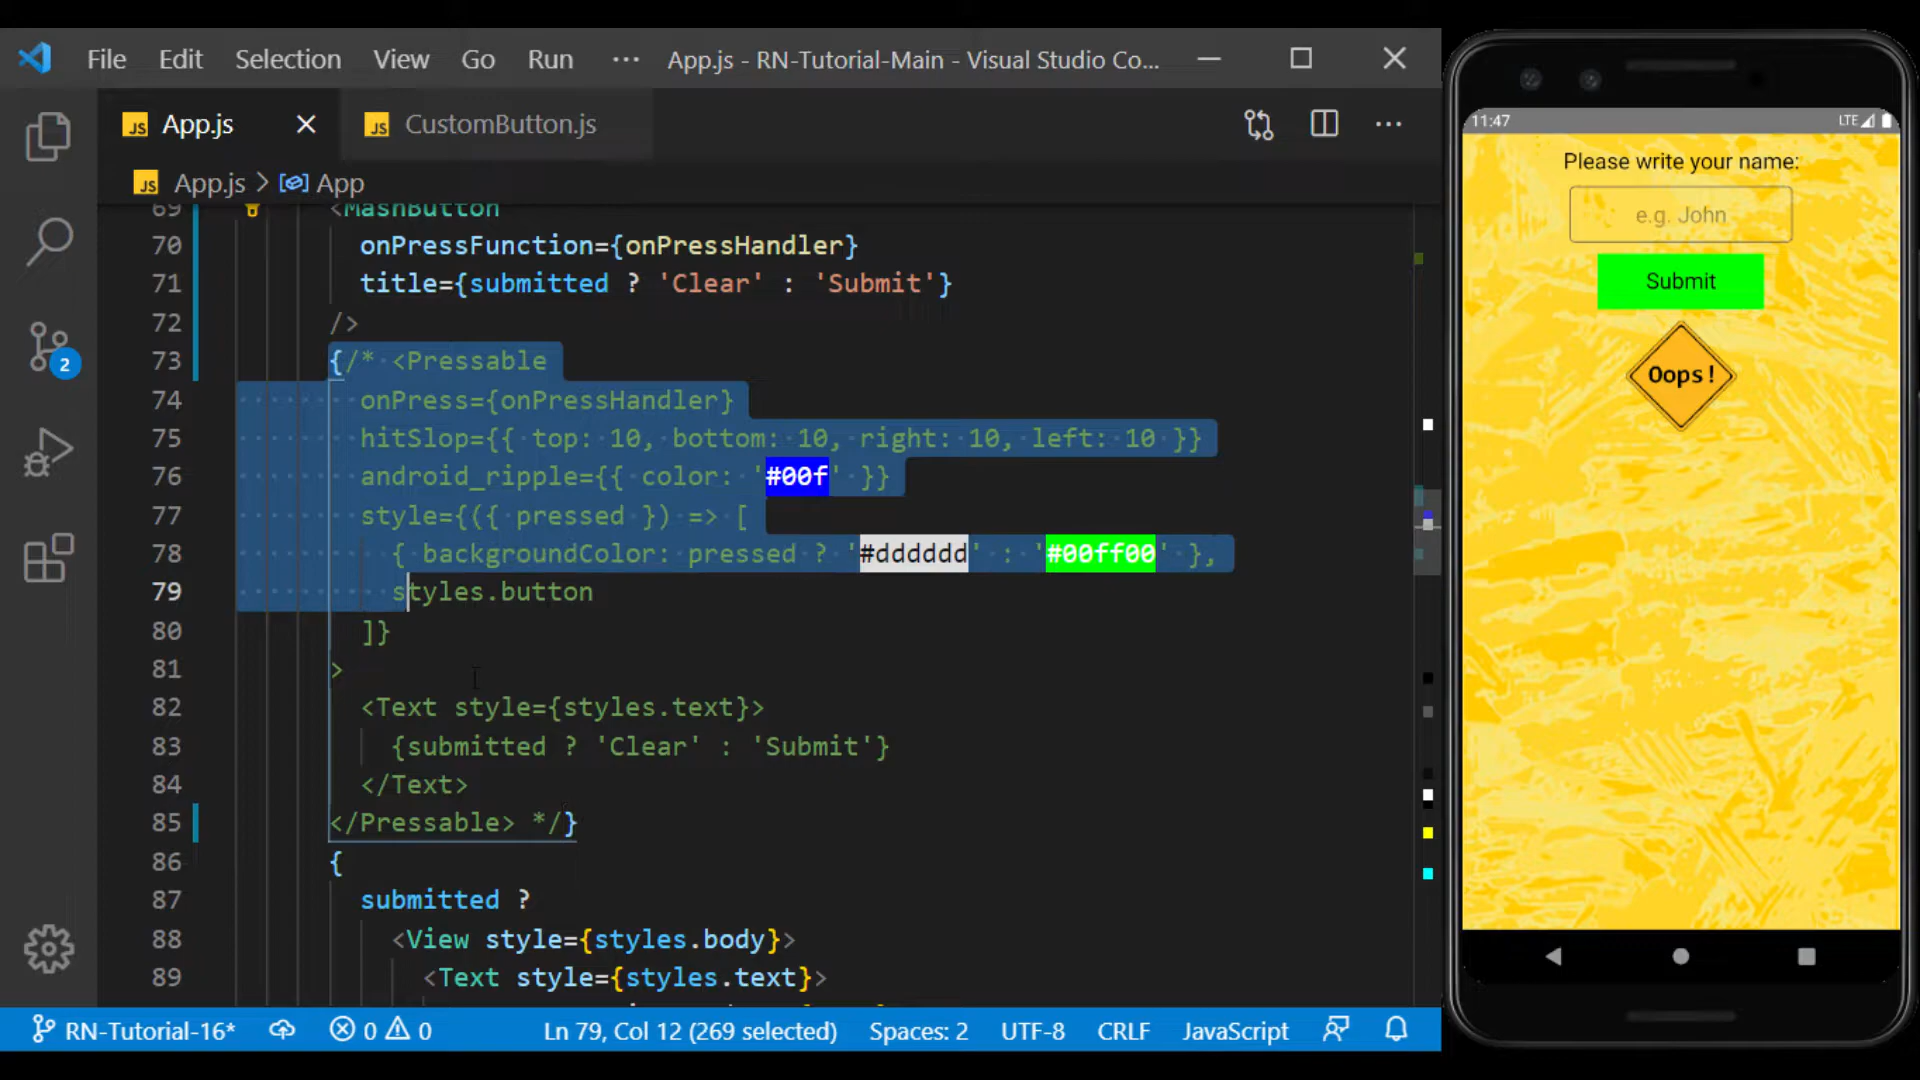 File Edit Selection View Go Run ··· App.js - RN-Tutorial-Main - Visual Studio Co...
JS App.js JS CustomButton.js
JS App.js > App
69 <MashButton
70 onPressFunction={onPressHandler}
71 title={submitted ? 'Clear' : 'Submit'}
72 />
73 {/* <Pressable
74 onPress={onPressHandler}
75 hitSlop={{ top: 10, bottom: 10, right: 10, left: 10 }}
76 android_ripple={{ color: '#00f' }}
77 style={({ pressed }) => [
78 { backgroundColor: pressed ? '#dddddd' : '#00ff00' },
79 styles.button
80 ]}
81 >
82 <Text style={styles.text}>
83 {submitted ? 'Clear' : 'Submit'}
84 </Text>
85 </Pressable> */}
86 {
87 submitted ?
88 <View style={styles.body}>
89 <Text style={styles.text}>
2
RN-Tutorial-16* 0 0 Ln 79, Col 12 (269 selected) Spaces: 2 UTF-8 CRLF JavaScript
11:47 LTE
Please write your name:
e.g. John
Submit
Oops!